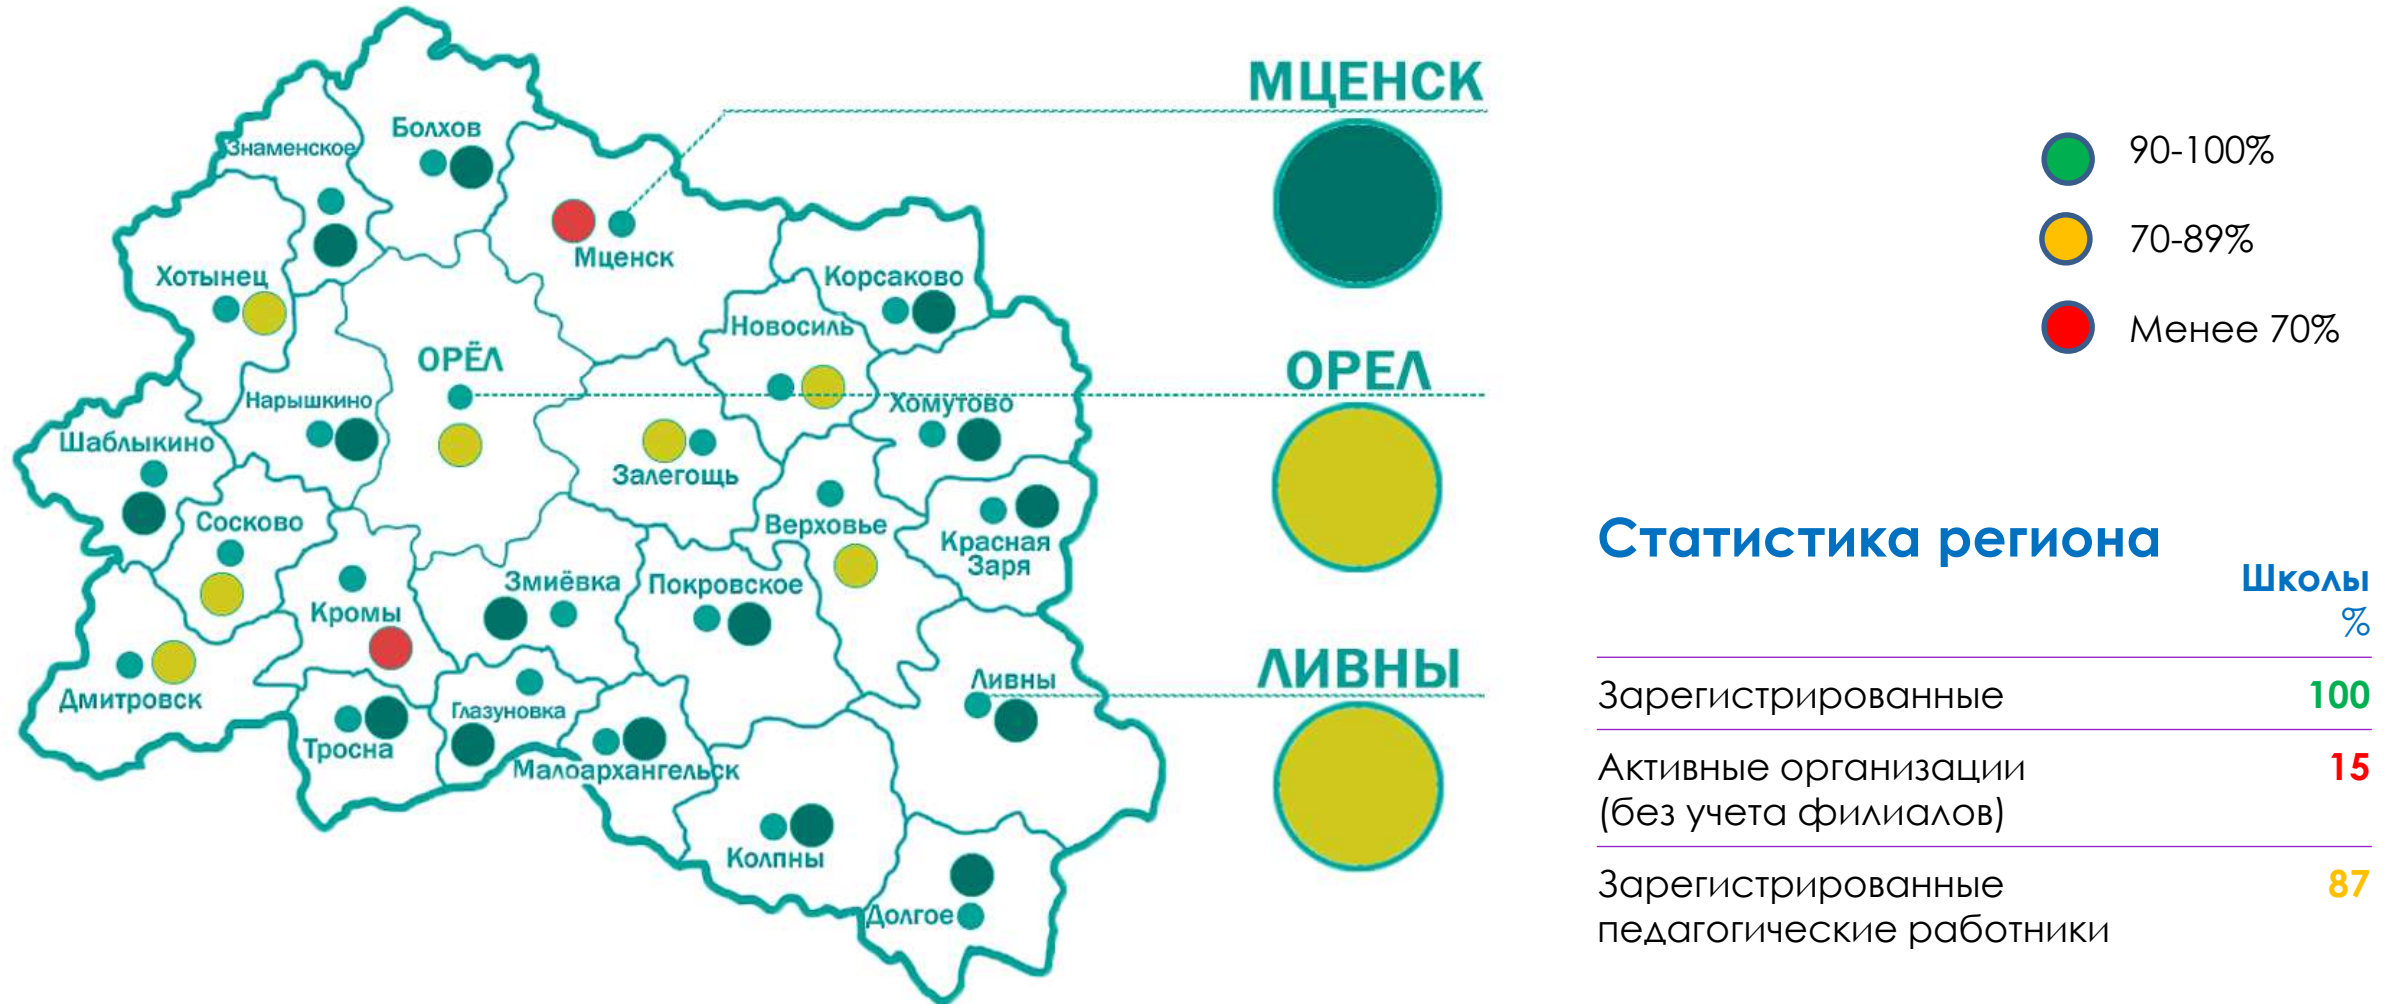 МЦЕНСК
Болхов
Знаменское
Мценск
Хотынец
Корсаково
Новосиль
ОРЁЛ
ОРЕЛ
Нарышкино
Хомутово
Шаблыкино
Залегощь
Сосково
Верховье
Красная
Заря
Змиёвка
Покровское
Кромы
Дмитровск
Ливны
ЛИВНЫ
Глазуновка
Тросна
Малоархангельск
Колпны
Долгое
90-100%
70-89%
Менее 70%
Статистика региона
Школы
%
Зарегистрированные 100
Активные организации 15
(без учета филиалов)
Зарегистрированные 87
педагогические работники